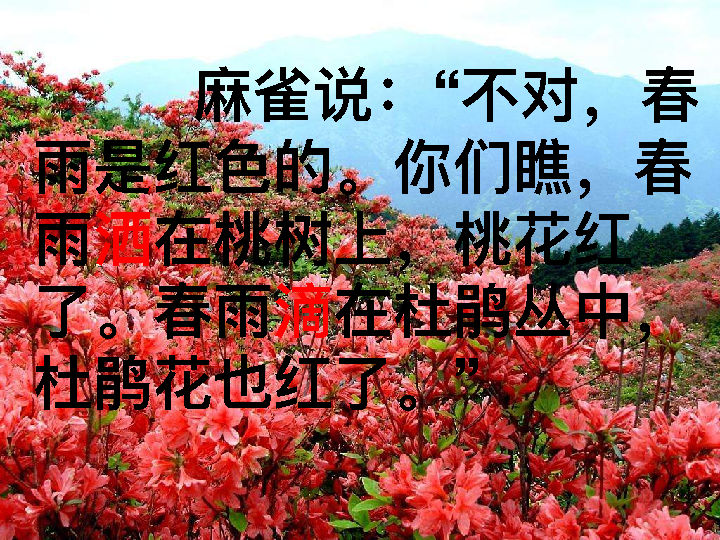 麻雀说：“不对，春
雨是红色的。你们瞧，春
雨洒在桃树上，桃花红
了。春雨滴在杜鹃丛中，
杜鹃花也红了。”